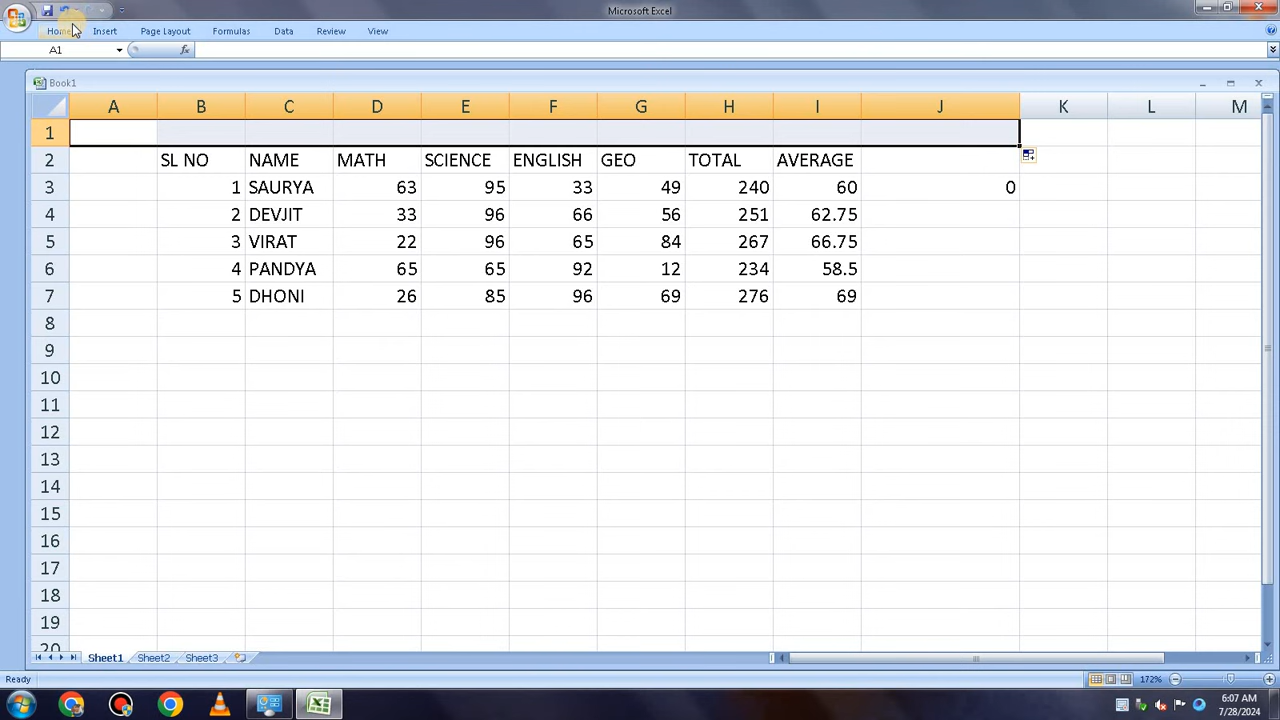 Microsoft Excel
Home Insert Page Layout Formulas Data Review View
A1 fx
Book1
A B C D E F G H I J K L M
1
2 SL NO NAME MATH SCIENCE ENGLISH GEO TOTAL AVERAGE
3 1 SAURYA 63 95 33 49 240 60 0
4 2 DEVJIT 33 96 66 56 251 62.75
5 3 VIRAT 22 96 65 84 267 66.75
6 4 PANDYA 65 65 92 12 234 58.5
7 5 DHONI 26 85 96 69 276 69
8
9
10
11
12
13
14
15
16
17
18
19
20
Sheet1 Sheet2 Sheet3
Ready 172%
6:07 AM
7/28/2024